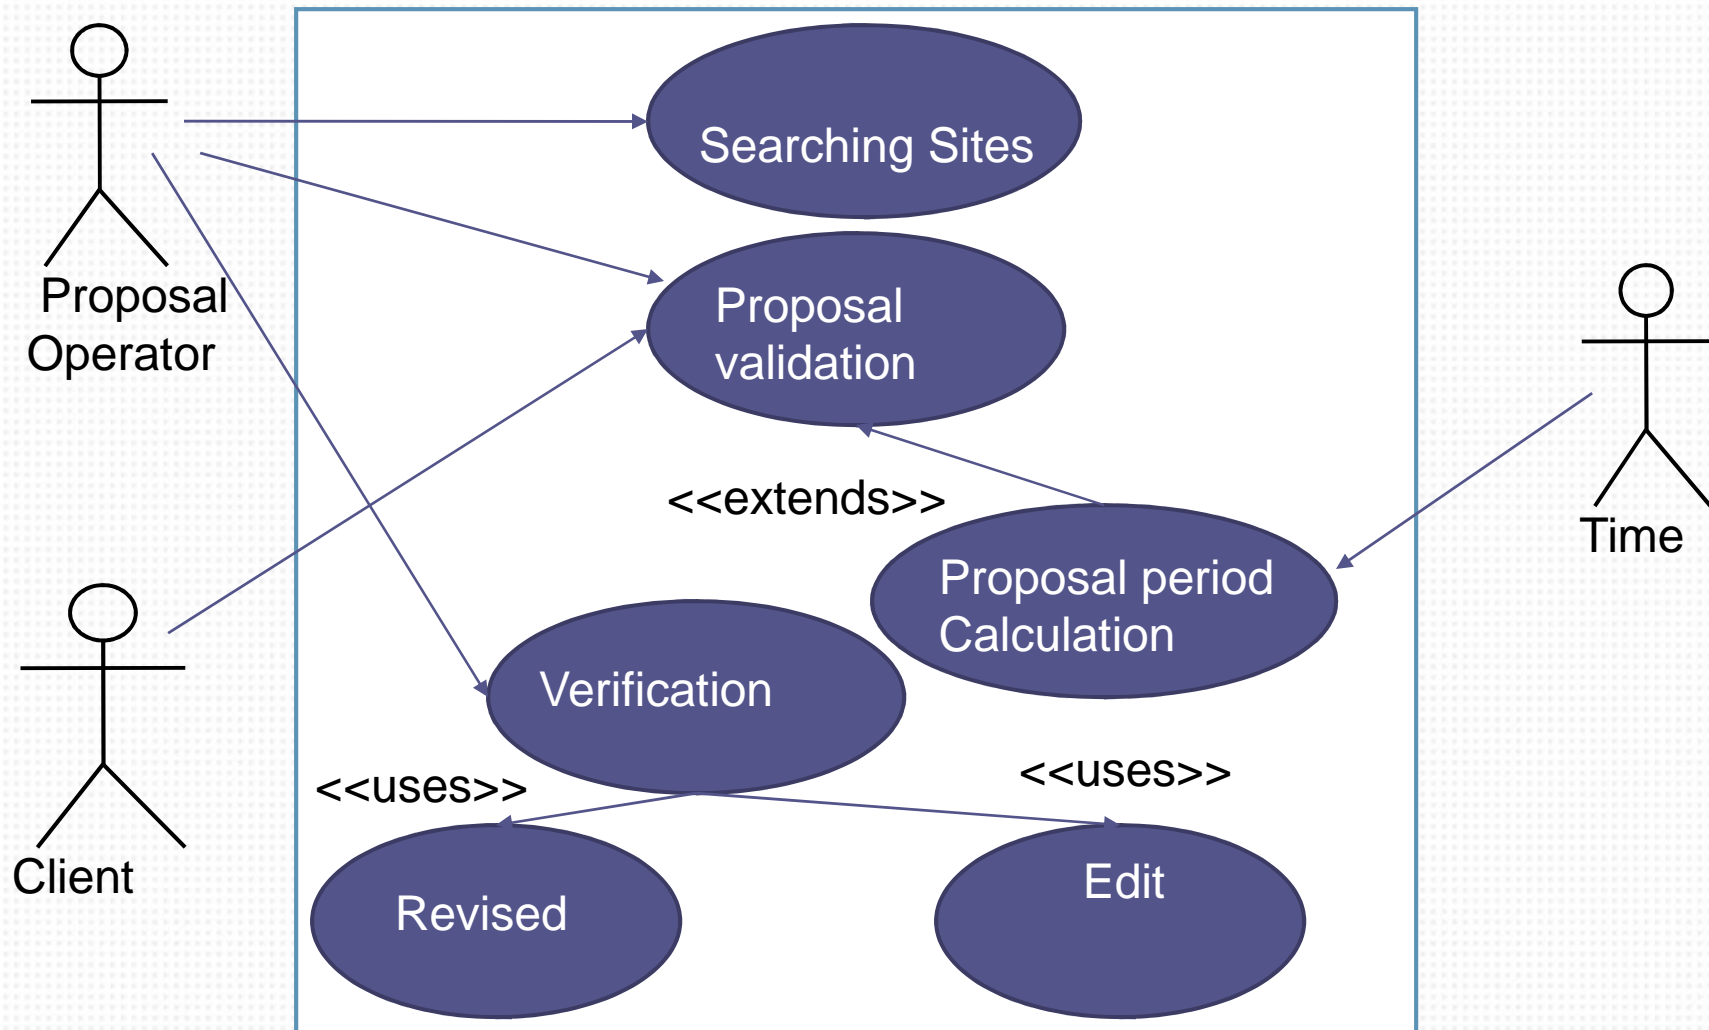 Searching Sites
Proposal
Operator
Proposal
validation
<<extends>>
Time
Proposal period
Calculation
Verification
<<uses>>
<<uses>>
Client
Revised
Edit